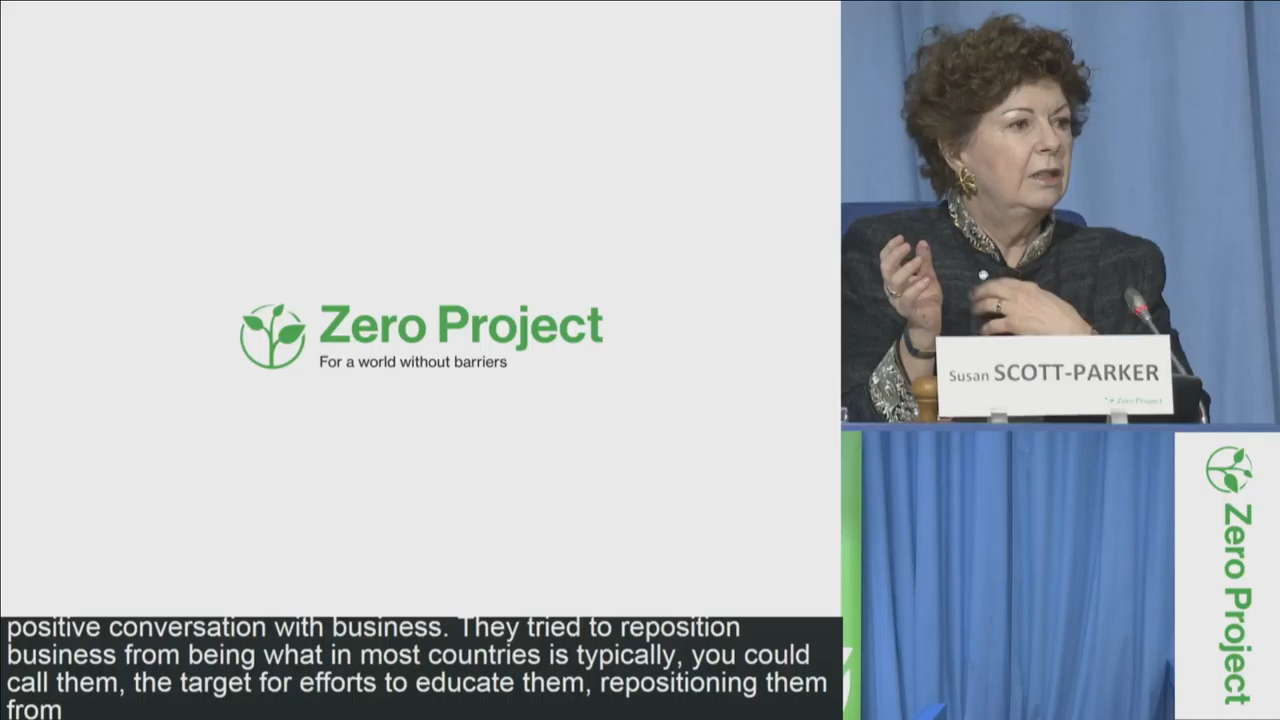 Zero Project
For a world without barriers
Susan SCOTT-PARKER
Zero Project
Zero Project
positive conversation with business. They tried to reposition
business from being what in most countries is typically, you could
call them, the target for efforts to educate them, repositioning them
from